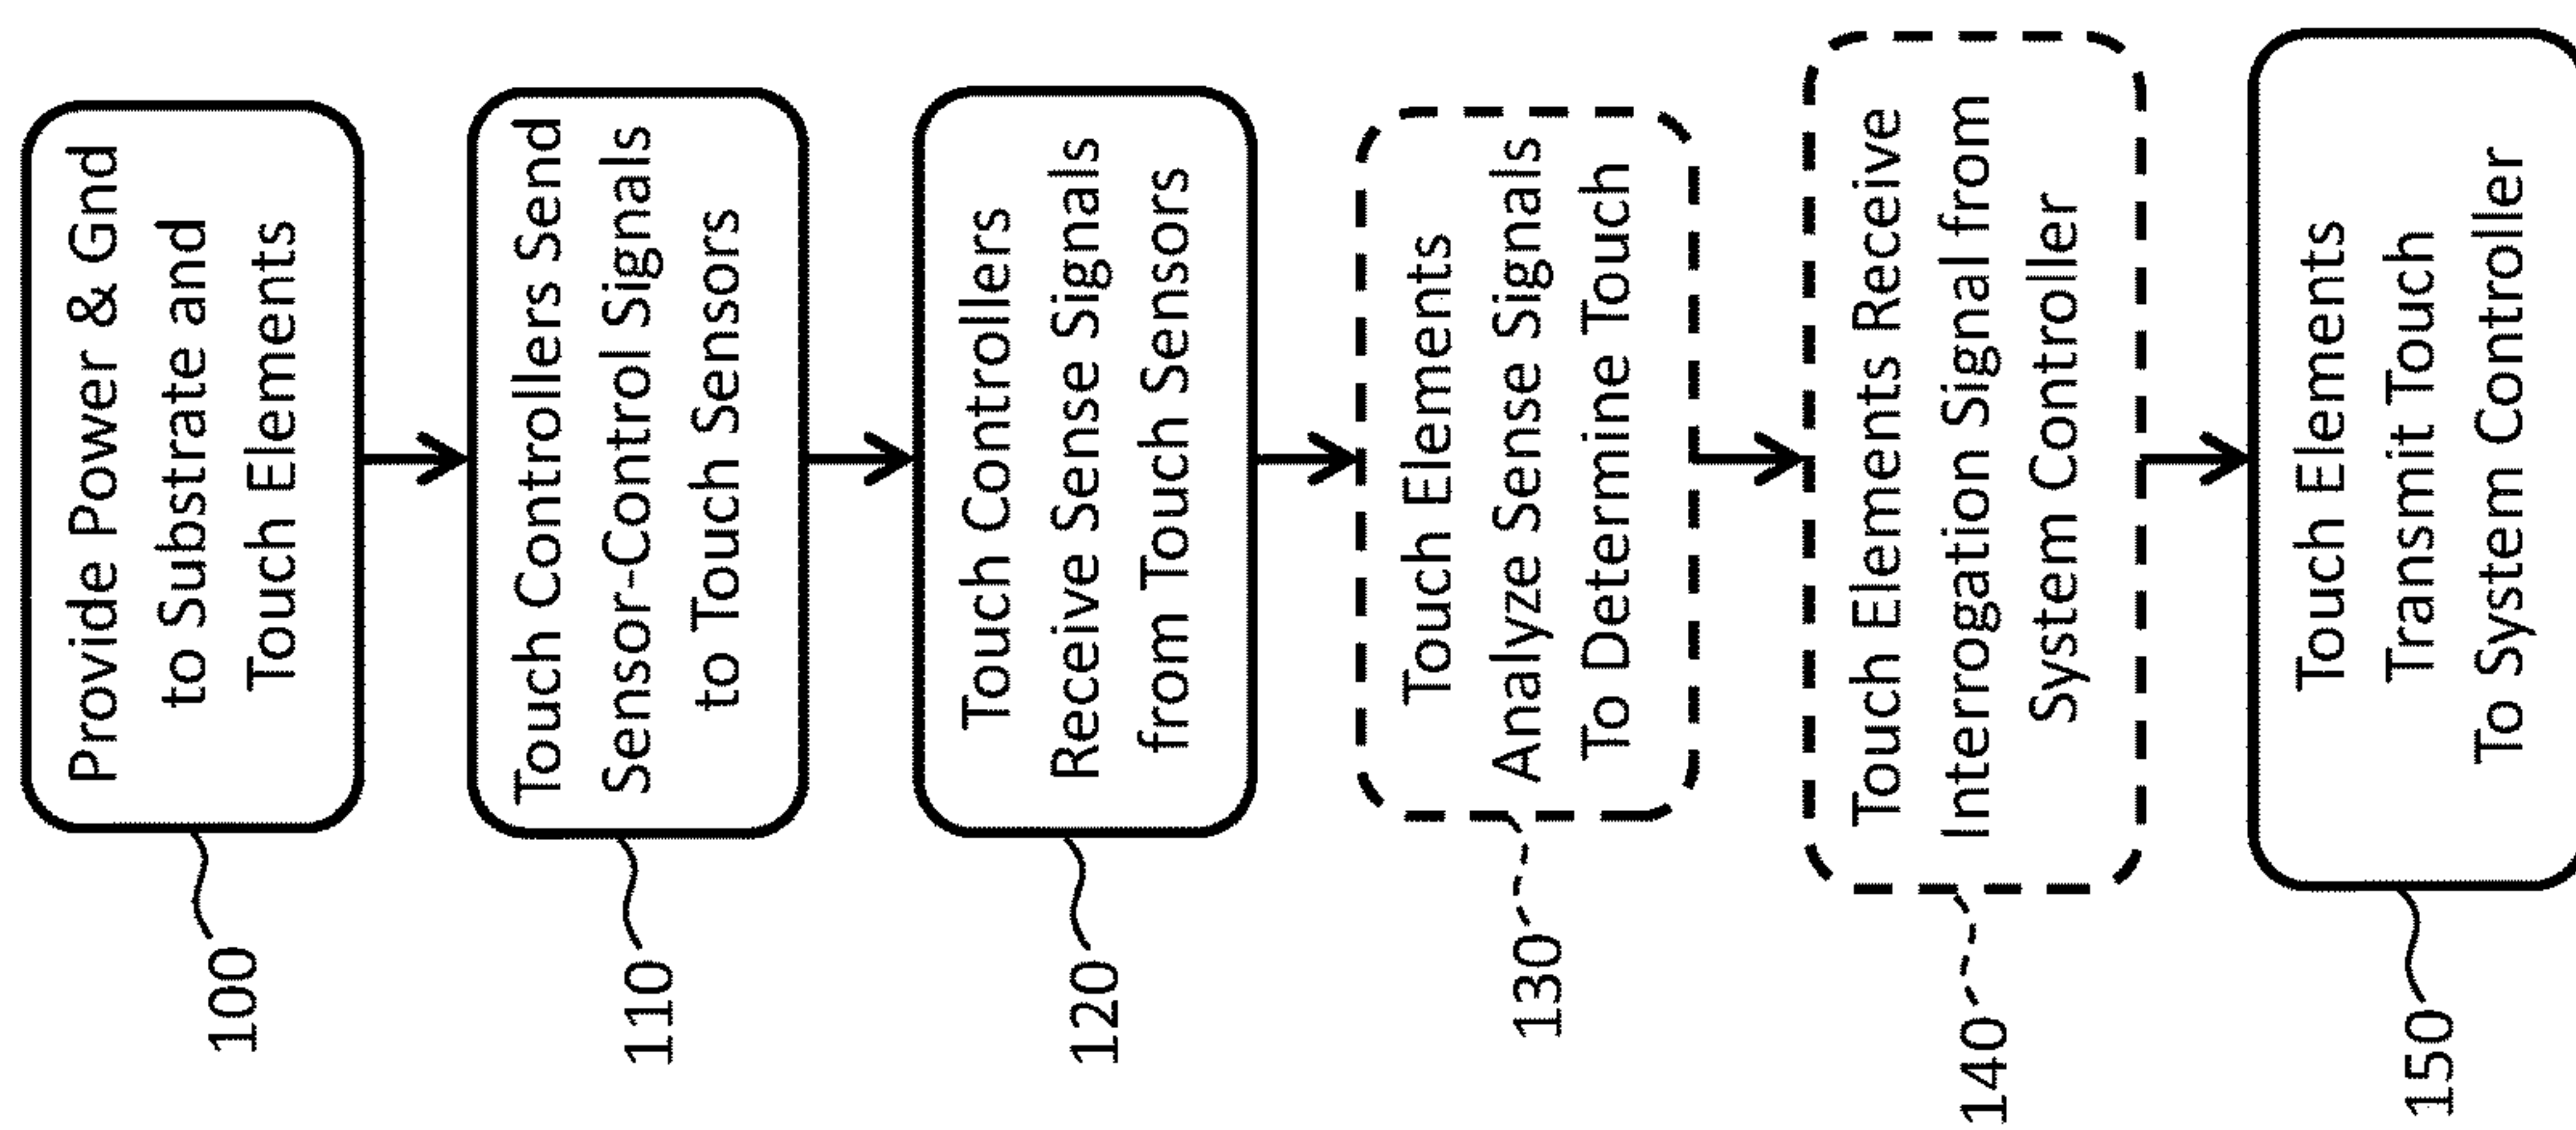 Provide Power & Gnd
to Substrate and
Touch Elements
100
Touch Controllers Send
Sensor-Control Signals
to Touch Sensors
110
Touch Controllers
Receive Sense Signals
from Touch Sensors
120
Touch Elements
Analyze Sense Signals
To Determine Touch
130
Touch Elements Receive
Interrogation Signal from
System Controller
140
Touch Elements
Transmit Touch
To System Controller
150